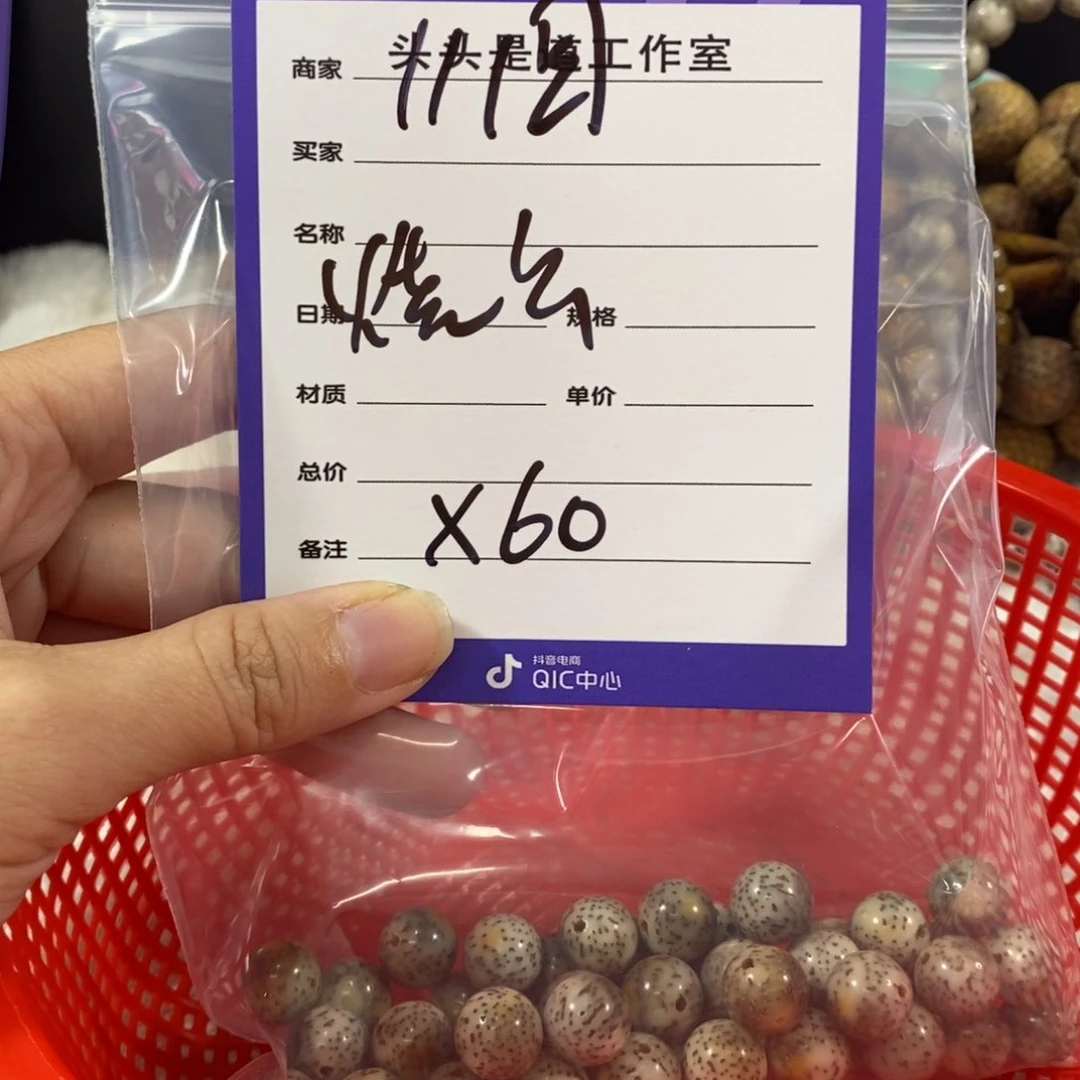 商家 头头是道工作室
买家
名称
日期 规格
材质 单价
总价
X60
备注
抖音电商
QIC中心